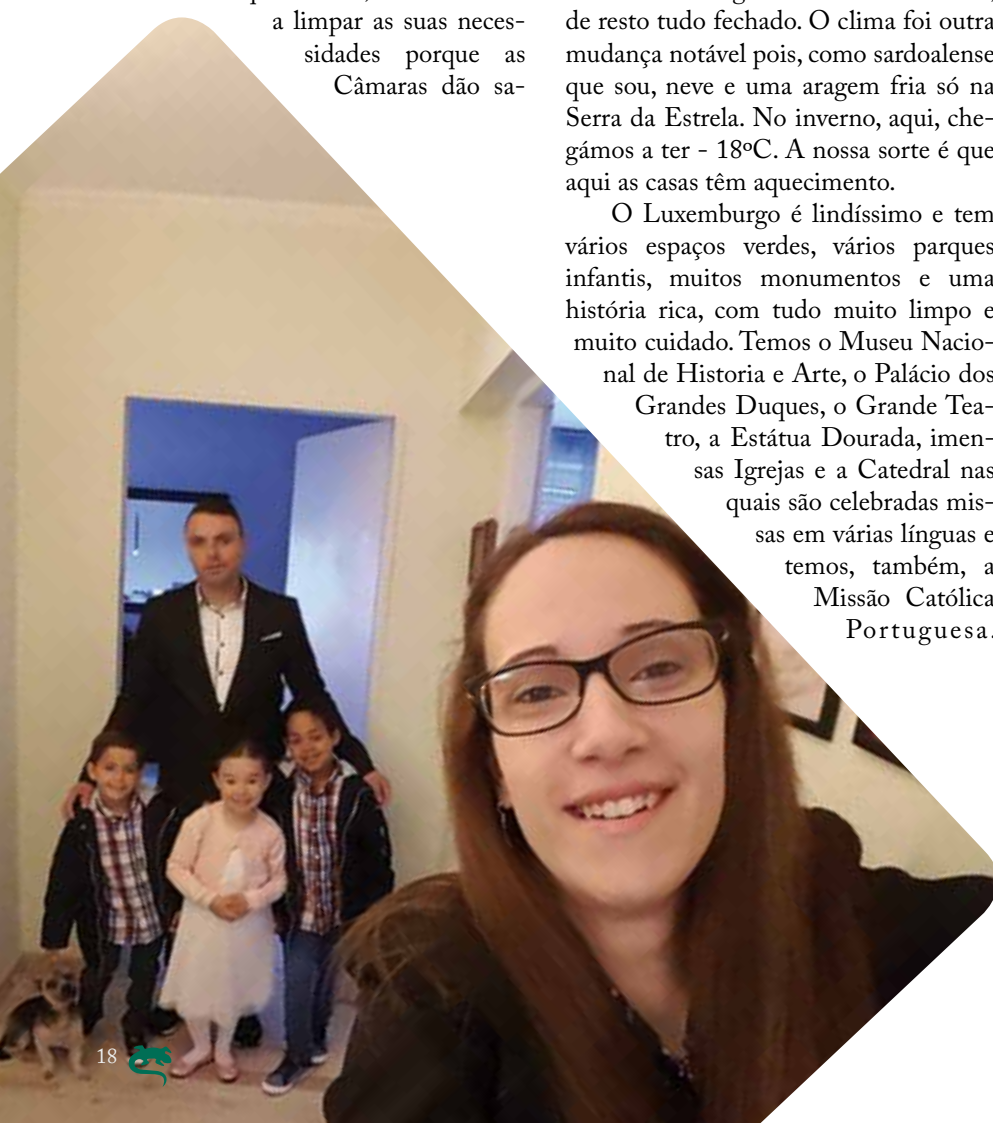 a limpar as suas neces-
sidades porque as
Câmaras dão sa-
de resto tudo fechado. O clima foi outra
mudança notável pois, como sardoalense
que sou, neve e uma aragem fria só na
Serra da Estrela. No inverno, aqui, che-
gámos a ter - 18ºC. A nossa sorte é que
aqui as casas têm aquecimento.
O Luxemburgo é lindíssimo e tem
vários espaços verdes, vários parques
infantis, muitos monumentos e uma
história rica, com tudo muito limpo e
muito cuidado. Temos o Museu Nacio-
nal de Historia e Arte, o Palácio dos
Grandes Duques, o Grande Tea-
tro, a Estátua Dourada, imen-
sas Igrejas e a Catedral nas
quais são celebradas mis-
sas em várias línguas e
temos, também, a
Missão Católica
Portuguesa.
18